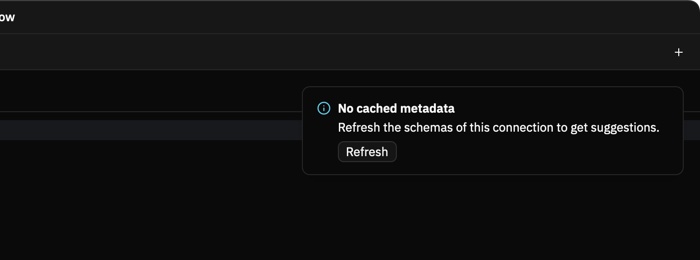 ow
+
No cached metadata
Refresh the schemas of this connection to get suggestions.
Refresh